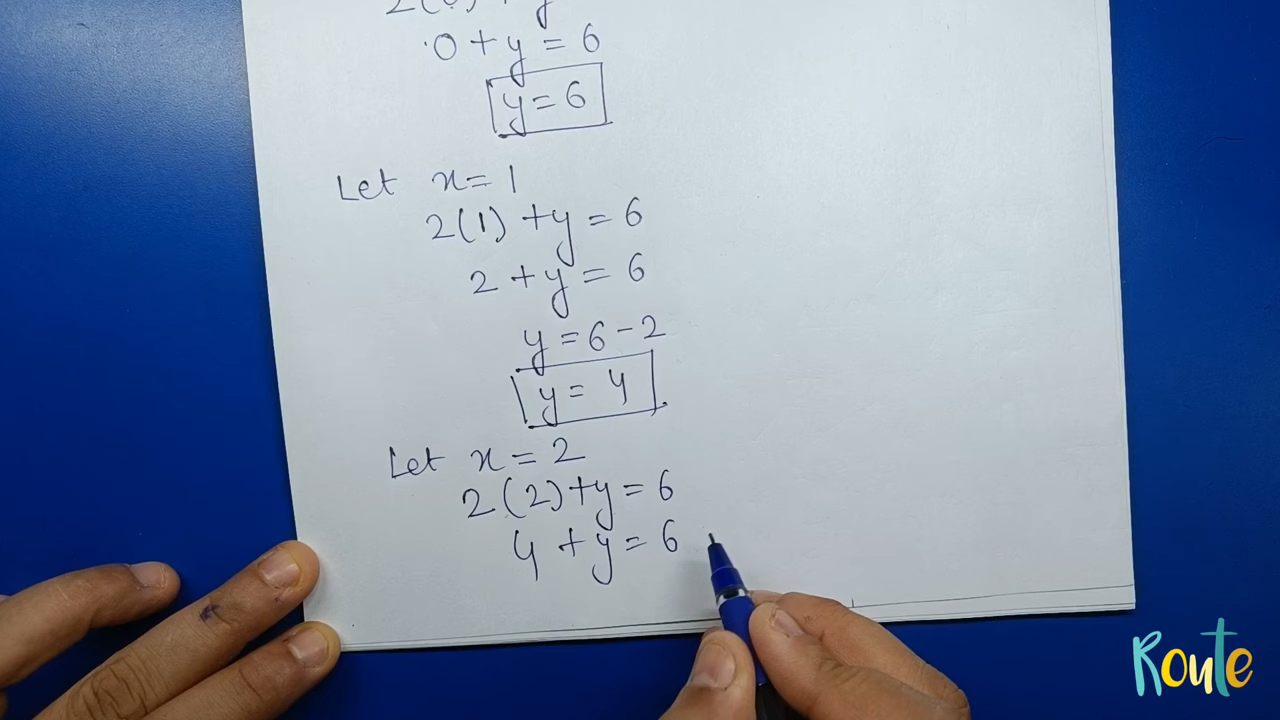 0 + y = 6
y = 6
Let x = 1
2(1) + y = 6
2 + y = 6
y = 6 - 2
y = 4
Let x = 2
2(2) + y = 6
4 + y = 6
Route